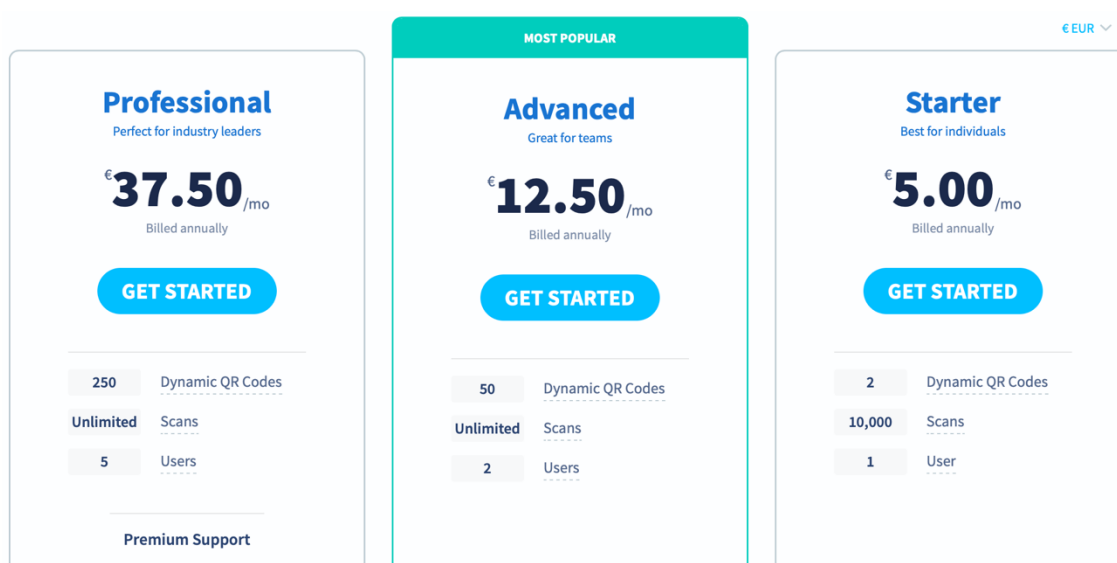 € EUR
Professional
Perfect for industry leaders
€37.50/mo
Billed annually
GET STARTED
250 Dynamic QR Codes
Unlimited Scans
5 Users
Premium Support
MOST POPULAR
Advanced
Great for teams
€12.50/mo
Billed annually
GET STARTED
50 Dynamic QR Codes
Unlimited Scans
2 Users
Starter
Best for individuals
€5.00/mo
Billed annually
GET STARTED
2 Dynamic QR Codes
10,000 Scans
1 User